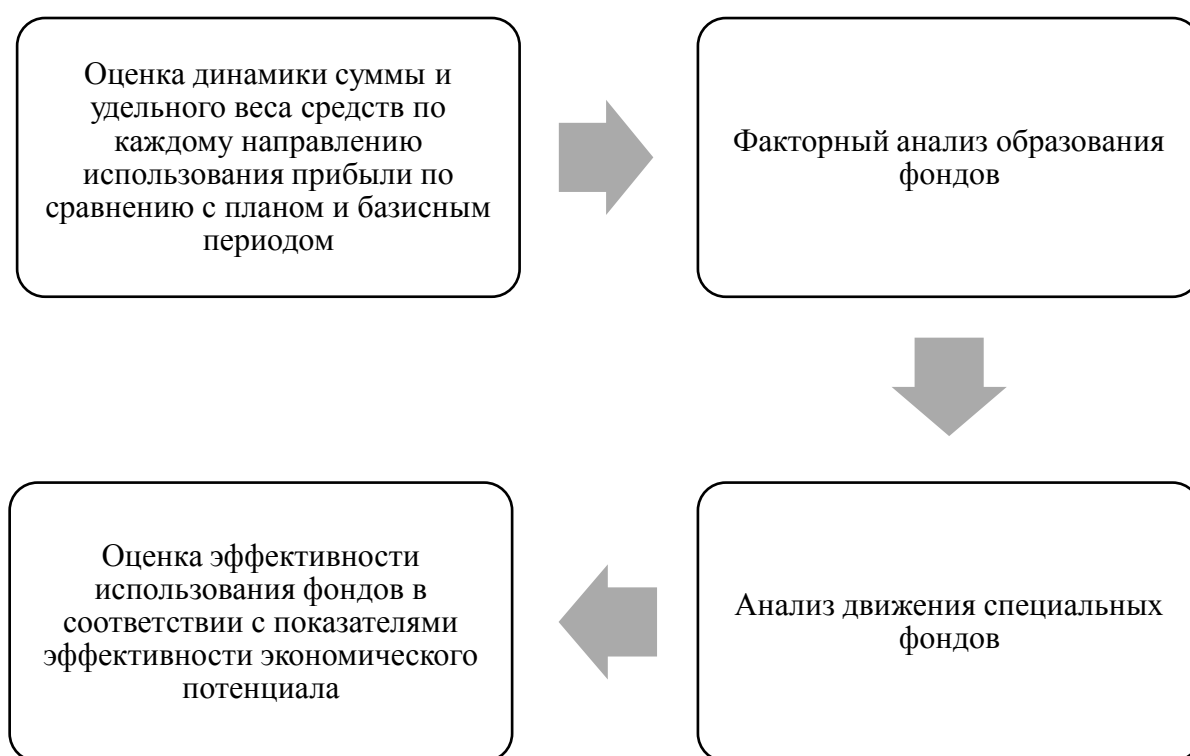 Оценка динамики суммы и
удельного веса средств по
каждому направлению
использования прибыли по
сравнению с планом и базисным
периодом
Факторный анализ образования
фондов
Анализ движения специальных
фондов
Оценка эффективности
использования фондов в
соответствии с показателями
эффективности экономического
потенциала